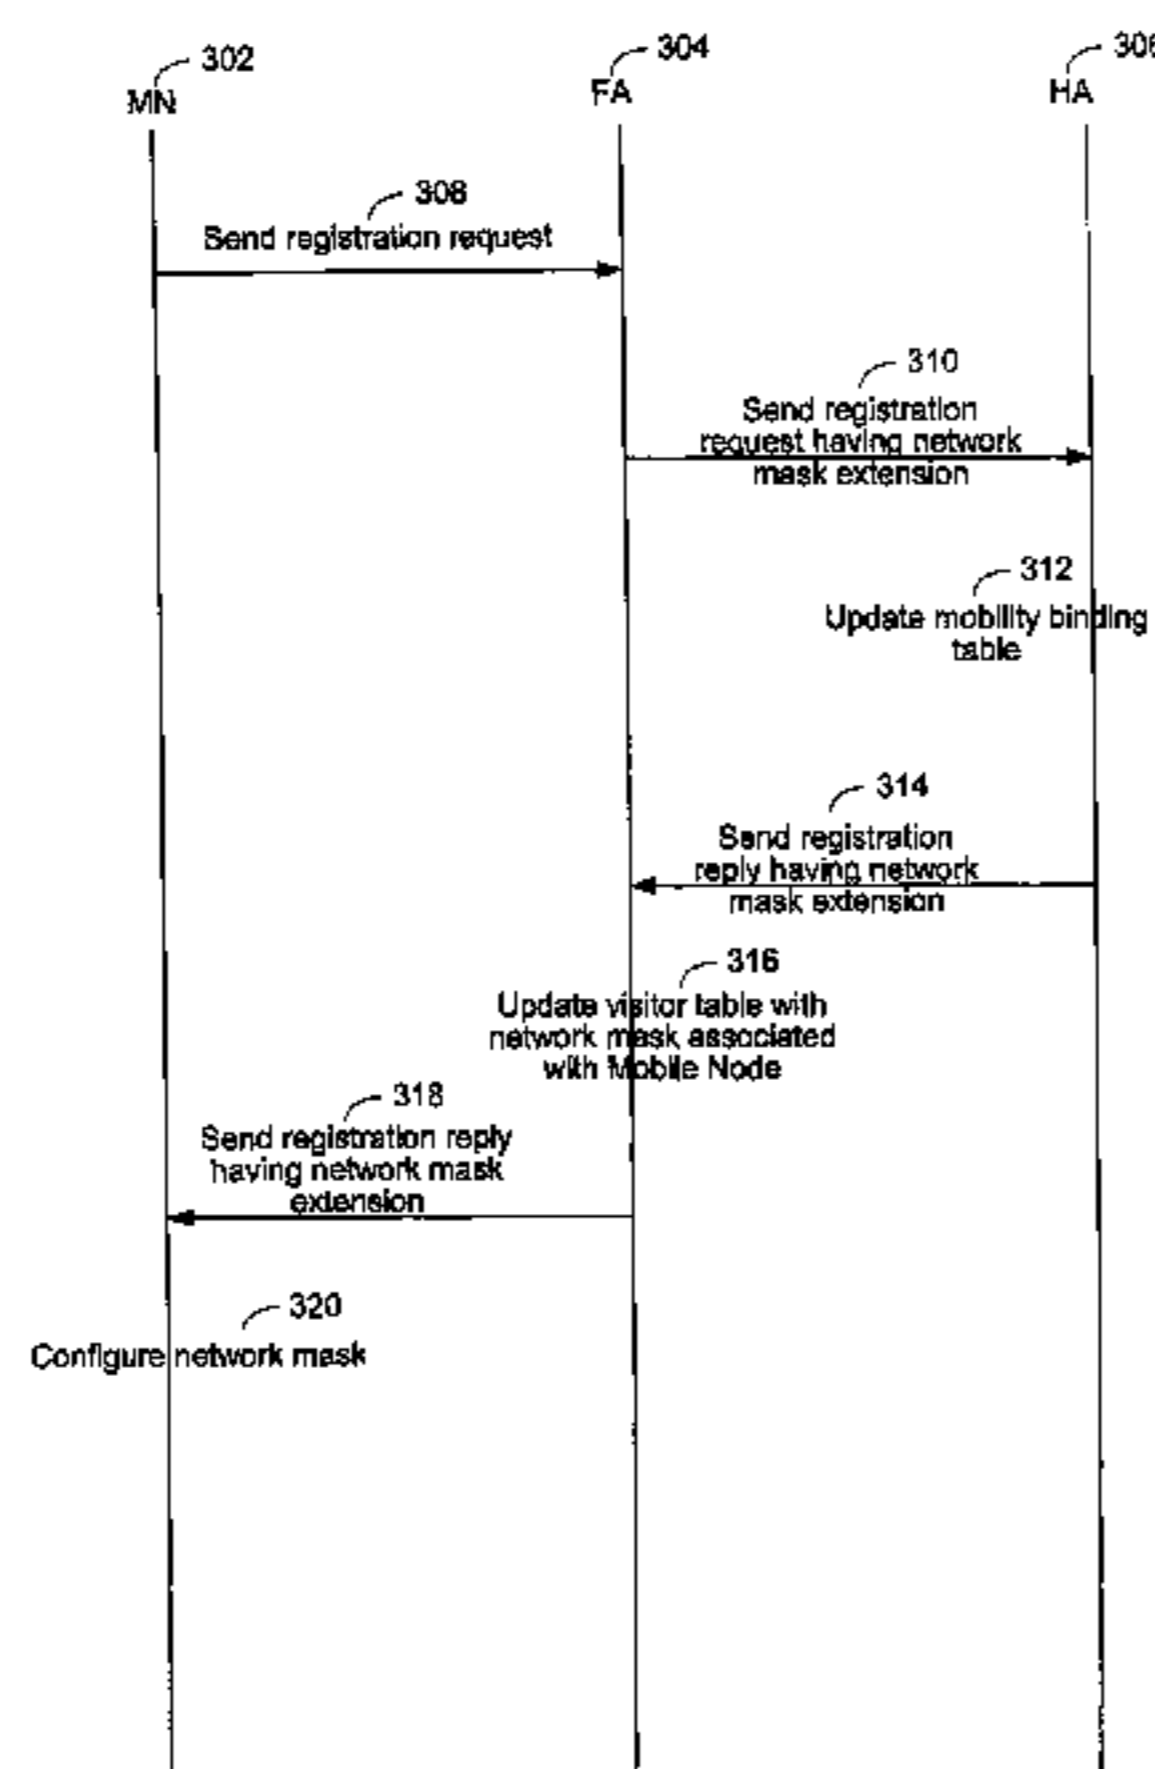 302
304
306
MN
FA
HA
308
Send registration request
310
Send registration
request having network
mask extension
312
Update mobility binding
table
314
Send registration
reply having network
mask extension
316
Update visitor table with
network mask associated
with Mobile Node
318
Send registration reply
having network mask
extension
320
Configure network mask